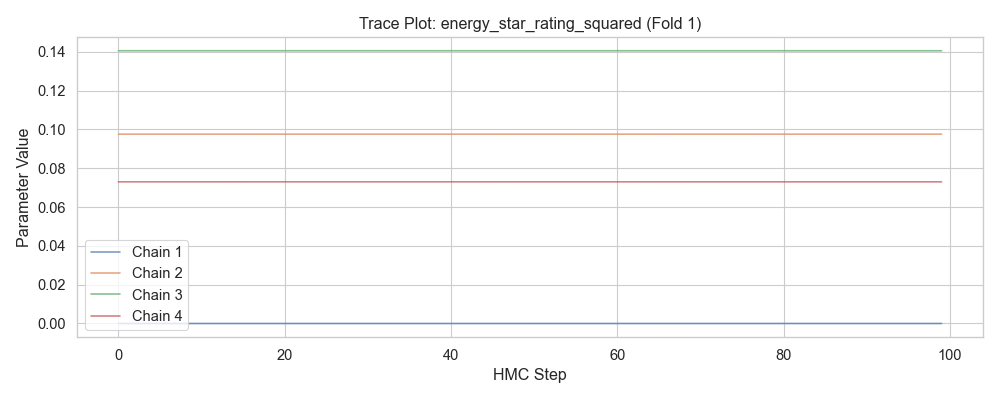 Trace Plot: energy_star_rating_squared (Fold 1)
Parameter Value
0.14
0.12
0.10
0.08
0.06
0.04
0.02
0.00
Chain 1
Chain 2
Chain 3
Chain 4
0
20
40
60
80
100
HMC Step